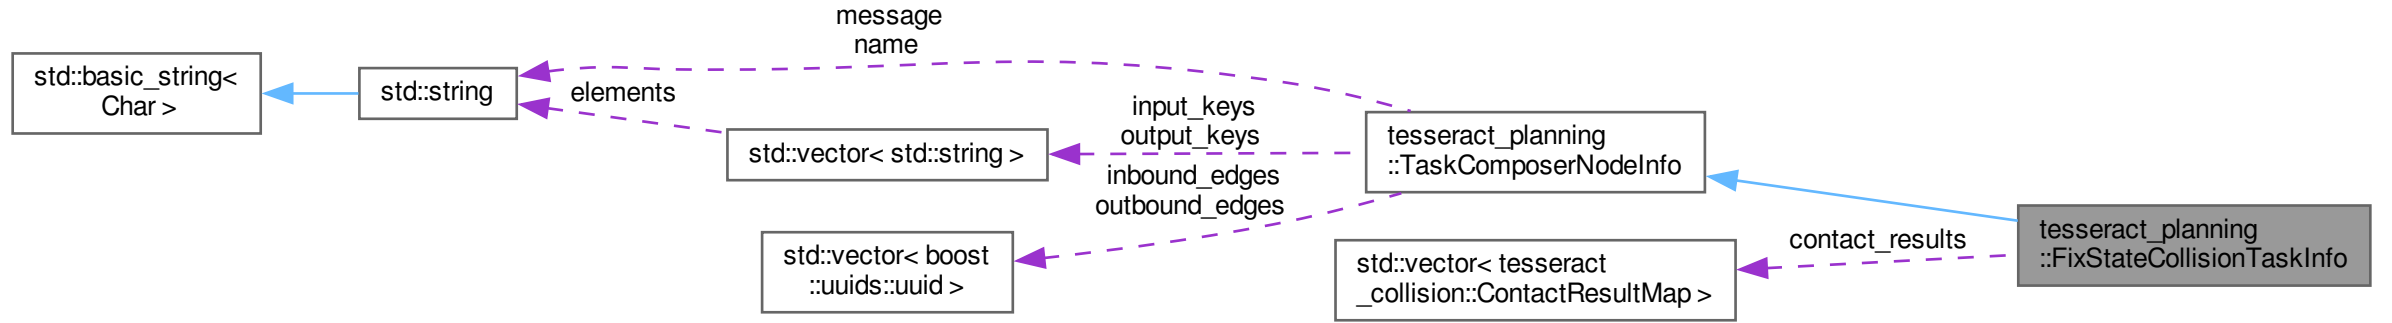 message
name
std::basic_string<
Char >
std::string
elements
std::vector< std::string >
input_keys
output_keys
inbound_edges
outbound_edges
std::vector< boost
::uuids::uuid >
tesseract_planning
::TaskComposerNodeInfo
std::vector< tesseract
_collision::ContactResultMap >
contact_results
tesseract_planning
::FixStateCollisionTaskInfo